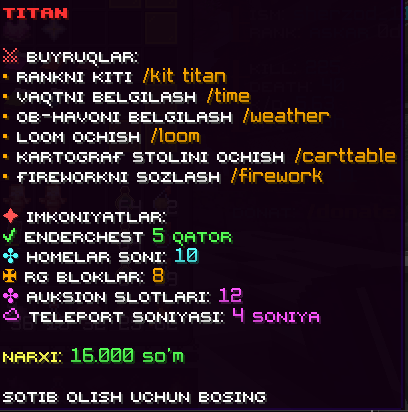 TITAN
BUYRUQLAR:
• RANKNI KITI /kit titan
• VAQTNI BELGILASH /time
• OB-HAVONI BELGILASH /weather
• LOOM OCHISH /loom
• KARTOGRAF STOLINI OCHISH /carttable
• FIREWORKNI SOZLASH /firework
IMKONIYATLAR:
✔ ENDERCHEST 5 QATOR
HOMELAR SONI: 10
RG BLOKLAR: 8
AUKSION SLOTLARI: 12
TELEPORT SONIYASI: 4 SONIYA
NARXI: 16.000 so'm
SOTIB OLISH UCHUN BOSING